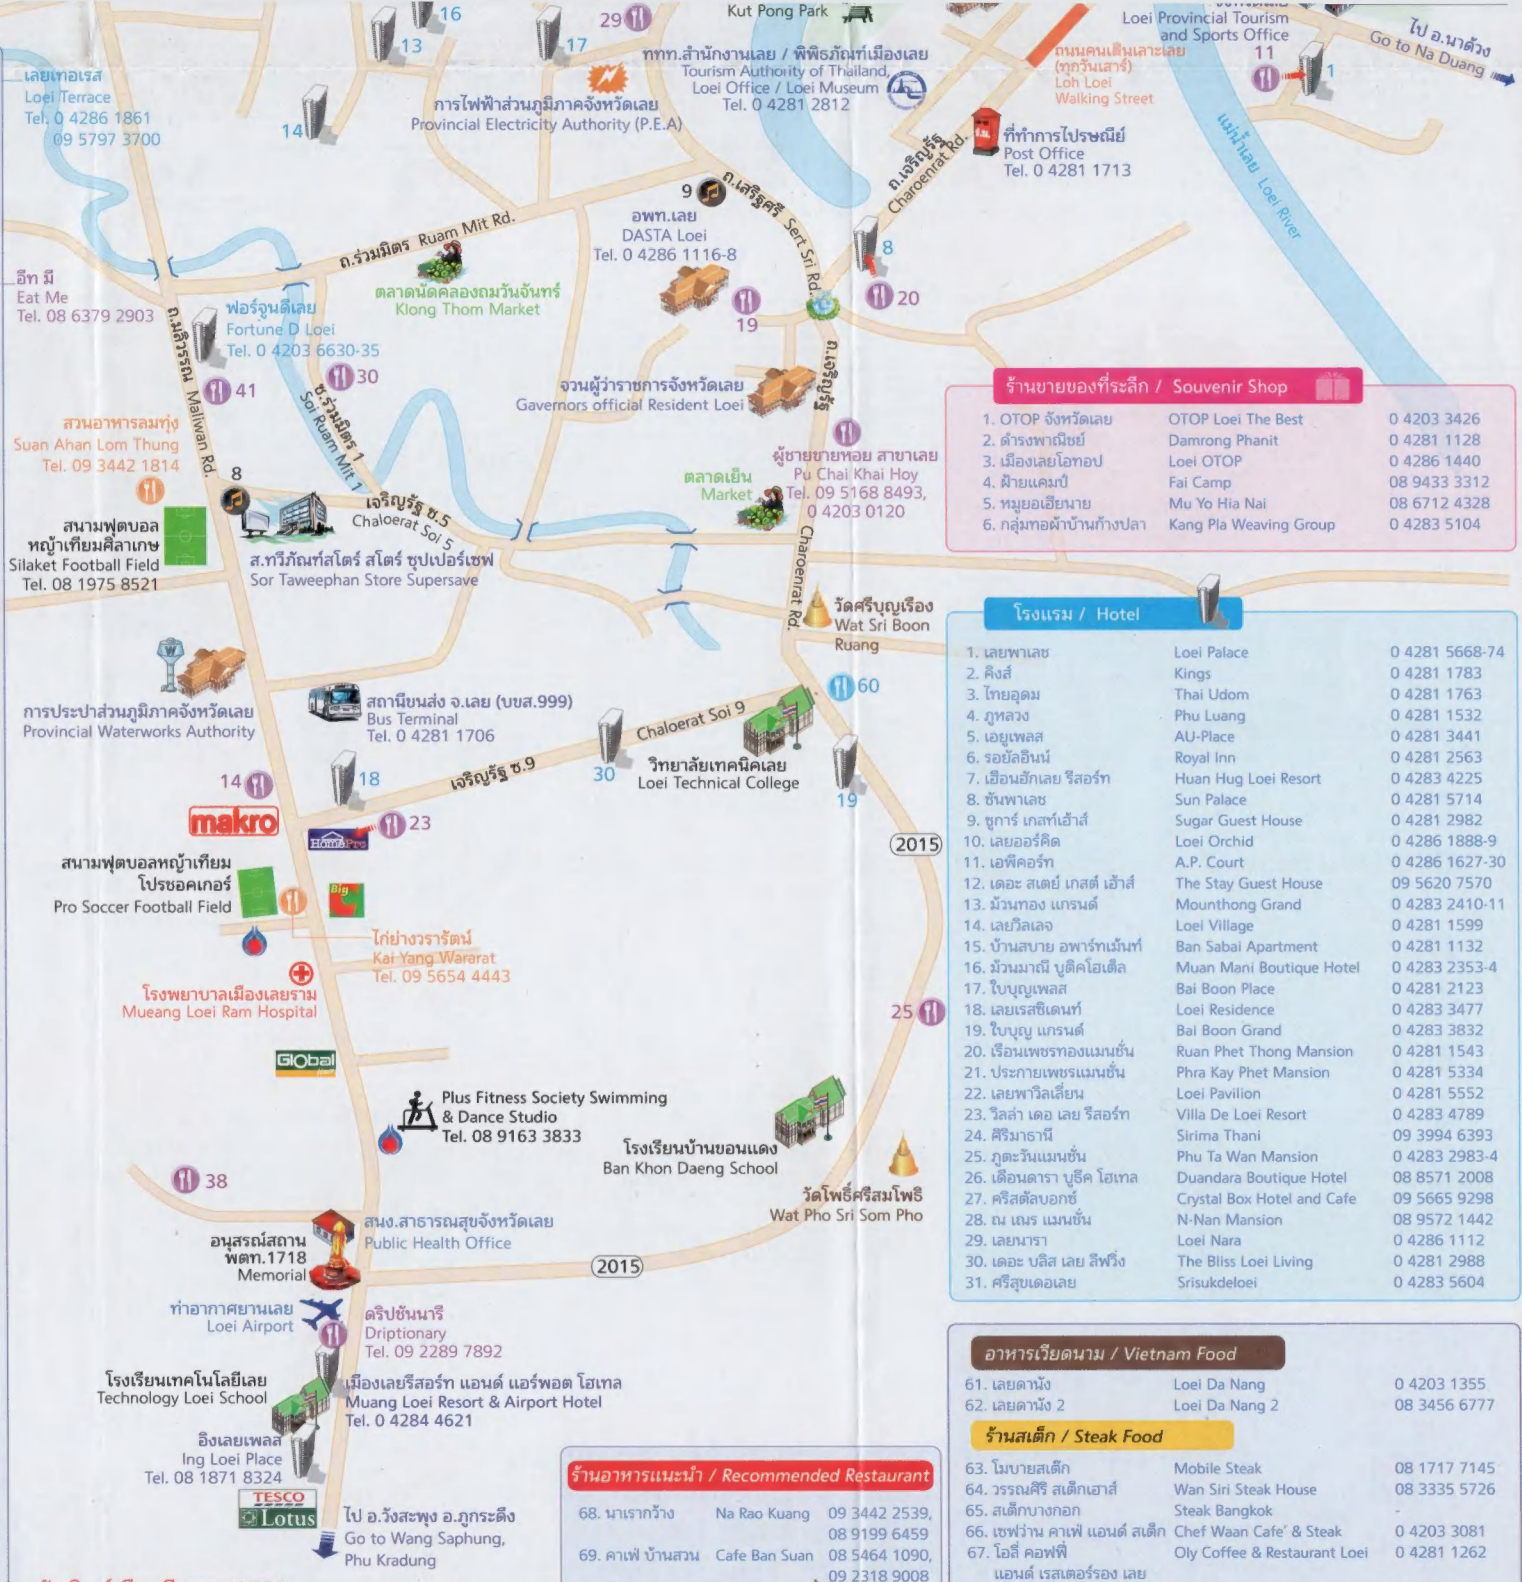 16
13
29
17
Kut Pong Park
Loei Provincial Tourism
and Sports Office
11
1
ไป อ.นาด้วง
Go to Na Duang
ททท.สำนักงานเลย / พิพิธภัณฑ์เมืองเลย
Tourism Authority of Thailand,
Loei Office / Loei Museum
Tel. 0 4281 2812
ถนนคนเดินเลาะเลย
(ทุกวันเสาร์)
Loh Loei
Walking Street
เลยเทอเรส
Loei Terrace
Tel. 0 4286 1861
09 5797 3700
14
การไฟฟ้าส่วนภูมิภาคจังหวัดเลย
Provincial Electricity Authority (P.E.A)
ที่ทำการไปรษณีย์
Post Office
Tel. 0 4281 1713
แม่น้ำเลย Loei River
ถ.เจริญรัฐ
Charoenrat Rd.
9
ถ.เสริฐศรี Sert Sri Rd.
อพท.เลย
DASTA Loei
Tel. 0 4286 1116-8
ถ.ร่วมมิตร Ruam Mit Rd.
8
20
19
ตลาดนัดคลองถมวันจันทร์
Klong Thom Market
อีท มี
Eat Me
Tel. 08 6379 2903
ฟอร์จูนดีเลย
Fortune D Loei
Tel. 0 4203 6630-35
ถ.มลิวรรณ Maliwan Rd.
41
30
ซ.ร่วมมิตร 1
Soi Ruam Mit 1
ถ.เจริญรัฐ
จวนผู้ว่าราชการจังหวัดเลย
Gavernors official Resident Loei
สวนอาหารลมทุ่ง
Suan Ahan Lom Thung
Tel. 09 3442 1814
8
ผู้ชายขายหอย สาขาเลย
Pu Chai Khai Hoy
Tel. 09 5168 8493,
0 4203 0120
ตลาดเย็น
Market
เจริญรัฐ ซ.5
Chaloerat Soi 5
สนามฟุตบอล
หญ้าเทียมศิลาเกษ
Silaket Football Field
Tel. 08 1975 8521
ส.ทวีภัณฑ์สโตร์ สโตร์ ซุปเปอร์เซฟ
Sor Taweephan Store Supersave
Charoenrat Rd.
วัดศรีบุญเรือง
Wat Sri Boon
Ruang
W
การประปาส่วนภูมิภาคจังหวัดเลย
Provincial Waterworks Authority
สถานีขนส่ง จ.เลย (บขส.999)
Bus Terminal
Tel. 0 4281 1706
60
Chaloerat Soi 9
เจริญรัฐ ซ.9
30
วิทยาลัยเทคนิคเลย
Loei Technical College
19
14
18
makro
HomePro
23
2015
สนามฟุตบอลหญ้าเทียม
โปรซอคเกอร์
Pro Soccer Football Field
Big
C
ไก่ย่างวรารัตน์
Kai Yang Wararat
Tel. 09 5654 4443
โรงพยาบาลเมืองเลยราม
Mueang Loei Ram Hospital
25
Global
Plus Fitness Society Swimming
& Dance Studio
Tel. 08 9163 3833
โรงเรียนบ้านขอนแดง
Ban Khon Daeng School
38
วัดโพธิ์ศรีสมโพธิ
Wat Pho Sri Som Pho
สนง.สาธารณสุขจังหวัดเลย
Public Health Office
อนุสรณ์สถาน
พตท.1718
Memorial
2015
ท่าอากาศยานเลย
Loei Airport
ดริปชันนารี
Driptionary
Tel. 09 2289 7892
โรงเรียนเทคโนโลยีเลย
Technology Loei School
เมืองเลยรีสอร์ท แอนด์ แอร์พอต โฮเทล
Muang Loei Resort & Airport Hotel
Tel. 0 4284 4621
อิงเลยเพลส
Ing Loei Place
Tel. 08 1871 8324
TESCO
Lotus
ไป อ.วังสะพุง อ.ภูกระดึง
Go to Wang Saphung,
Phu Kradung
ร้านขายของที่ระลึก / Souvenir Shop
1. OTOP จังหวัดเลย OTOP Loei The Best 0 4203 3426
2. ดำรงพาณิชย์ Damrong Phanit 0 4281 1128
3. เมืองเลยโอทอป Loei OTOP 0 4286 1440
4. ฝ้ายแคมป์ Fai Camp 08 9433 3312
5. หมูยอเฮียนาย Mu Yo Hia Nai 08 6712 4328
6. กลุ่มทอผ้าบ้านก้างปลา Kang Pla Weaving Group 0 4283 5104
โรงแรม / Hotel
1. เลยพาเลซ Loei Palace 0 4281 5668-74
2. คิงส์ Kings 0 4281 1783
3. ไทยอุดม Thai Udom 0 4281 1763
4. ภูหลวง Phu Luang 0 4281 1532
5. เอยูเพลส AU-Place 0 4281 3441
6. รอยัลอินน์ Royal Inn 0 4281 2563
7. เฮือนฮักเลย รีสอร์ท Huan Hug Loei Resort 0 4283 4225
8. ซันพาเลซ Sun Palace 0 4281 5714
9. ชูการ์ เกสท์เฮ้าส์ Sugar Guest House 0 4281 2982
10. เลยออร์คิด Loei Orchid 0 4286 1888-9
11. เอพีคอร์ท A.P. Court 0 4286 1627-30
12. เดอะ สเตย์ เกสต์ เฮ้าส์ The Stay Guest House 09 5620 7570
13. ม้วนทอง แกรนด์ Mounthong Grand 0 4283 2410-11
14. เลยวิลเลจ Loei Village 0 4281 1599
15. บ้านสบาย อพาร์ทเม้นท์ Ban Sabai Apartment 0 4281 1132
16. ม้วนมาณี บูติคโฮเต็ล Muan Mani Boutique Hotel 0 4283 2353-4
17. ใบบุญเพลส Bai Boon Place 0 4281 2123
18. เลยเรสซิเดนท์ Loei Residence 0 4283 3477
19. ใบบุญ แกรนด์ Bai Boon Grand 0 4283 3832
20. เรือนเพชรทองแมนชั่น Ruan Phet Thong Mansion 0 4281 1543
21. ประกายเพชรแมนชั่น Phra Kay Phet Mansion 0 4281 5334
22. เลยพาวิลเลี่ยน Loei Pavilion 0 4281 5552
23. วิลล่า เดอ เลย รีสอร์ท Villa De Loei Resort 0 4283 4789
24. ศิริมาธานี Sirima Thani 09 3994 6393
25. ภูตะวันแมนชั่น Phu Ta Wan Mansion 0 4283 2983-4
26. เดือนดารา บูธีค โฮเทล Duandara Boutique Hotel 08 8571 2008
27. คริสตัลบอกซ์ Crystal Box Hotel and Cafe 09 5665 9298
28. ณ เณร แมนชั่น N-Nan Mansion 08 9572 1442
29. เลยนารา Loei Nara 0 4286 1112
30. เดอะ บลิส เลย ลีฟวิ่ง The Bliss Loei Living 0 4281 2988
31. ศรีสุขเดอเลย Srisukdeloei 0 4283 5604
อาหารเวียดนาม / Vietnam Food
61. เลยดานัง Loei Da Nang 0 4203 1355
62. เลยดานัง 2 Loei Da Nang 2 08 3456 6777
ร้านสเต็ก / Steak Food
63. โมบายสเต๊ก Mobile Steak 08 1717 7145
64. วรรณศิริ สเต็กเฮาส์ Wan Siri Steak House 08 3335 5726
65. สเต็กบางกอก Steak Bangkok -
66. เชฟว่าน คาเฟ่ แอนด์ สเต็ก Chef Waan Cafe' & Steak 0 4203 3081
67. โอลี่ คอฟฟี่ Oly Coffee & Restaurant Loei 0 4281 1262
แอนด์ เรสเตอร์รอง เลย
ร้านอาหารแนะนำ / Recommended Restaurant
68. นาเรากว้าง Na Rao Kuang 09 3442 2539,
08 9199 6459
69. คาเฟ่ บ้านสวน Cafe Ban Suan 08 5464 1090,
09 2318 9008